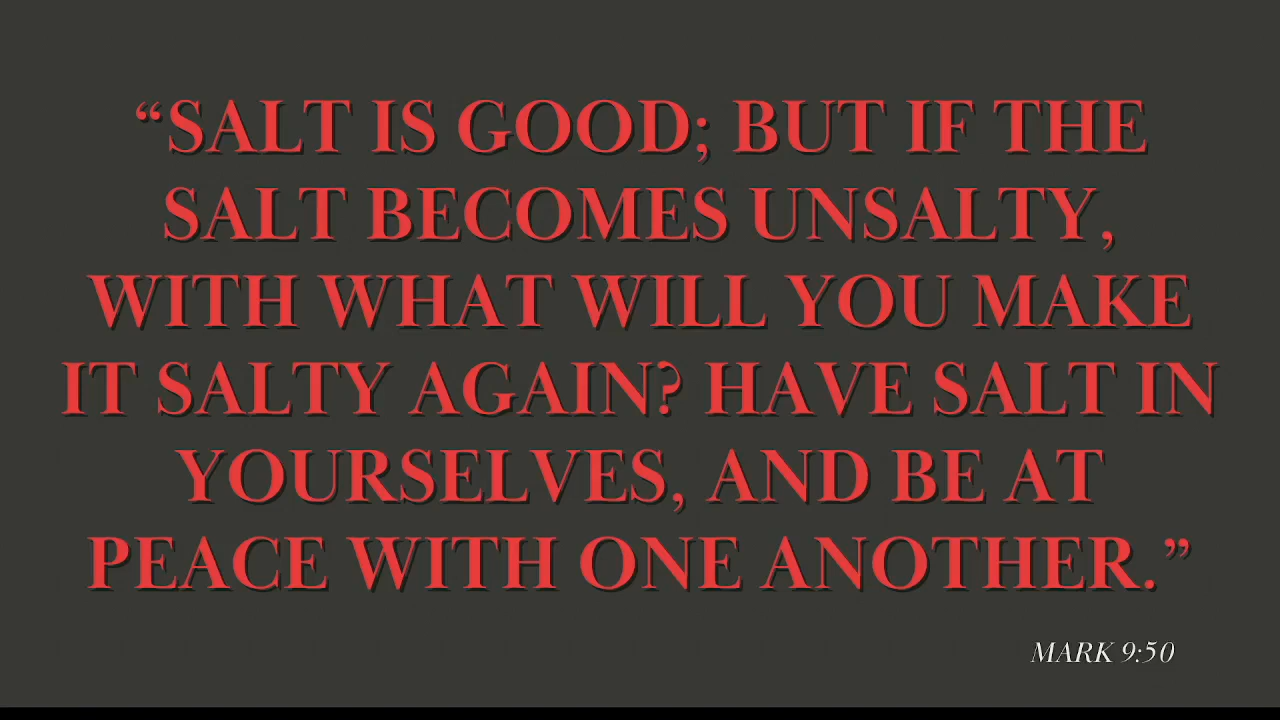 “SALT IS GOOD; BUT IF THE
SALT BECOMES UNSALTY,
WITH WHAT WILL YOU MAKE
IT SALTY AGAIN? HAVE SALT IN
YOURSELVES, AND BE AT
PEACE WITH ONE ANOTHER.”
MARK 9:50